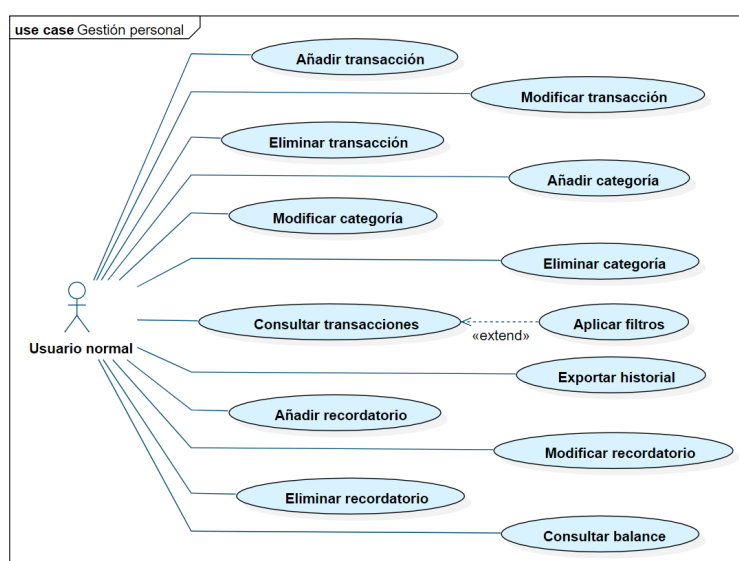 use case Gestión personal
Añadir transacción
Modificar transacción
Eliminar transacción
Añadir categoría
Modificar categoría
Eliminar categoría
Consultar transacciones
«extend»
Aplicar filtros
Usuario normal
Exportar historial
Añadir recordatorio
Modificar recordatorio
Eliminar recordatorio
Consultar balance